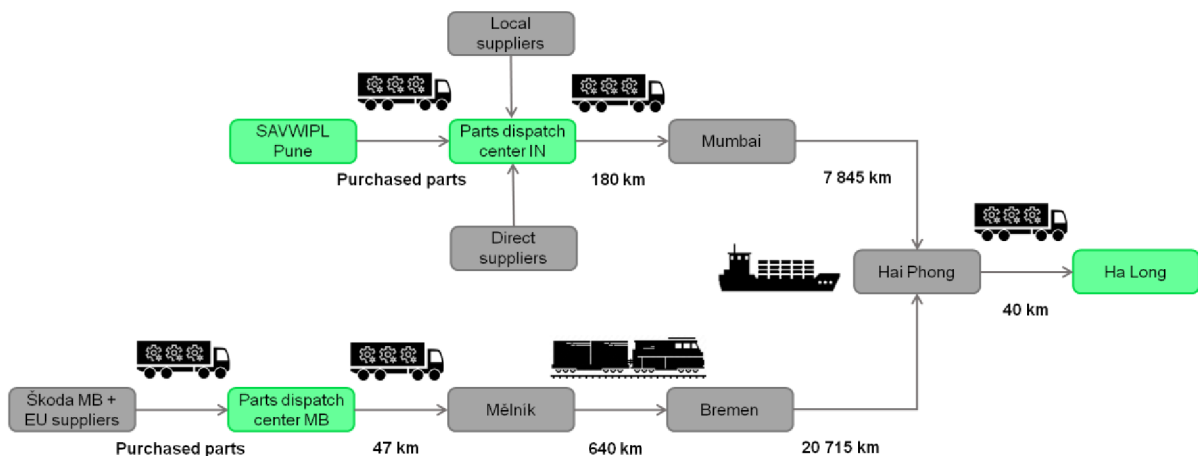 Local
suppliers
SAVWIPL
Pune
Parts dispatch
center IN
Mumbai
Purchased parts
180 km
7 845 km
Direct
suppliers
Hai Phong
Ha Long
40 km
Škoda MB +
EU suppliers
Parts dispatch
center MB
Mělník
Bremen
Purchased parts
47 km
640 km
20 715 km